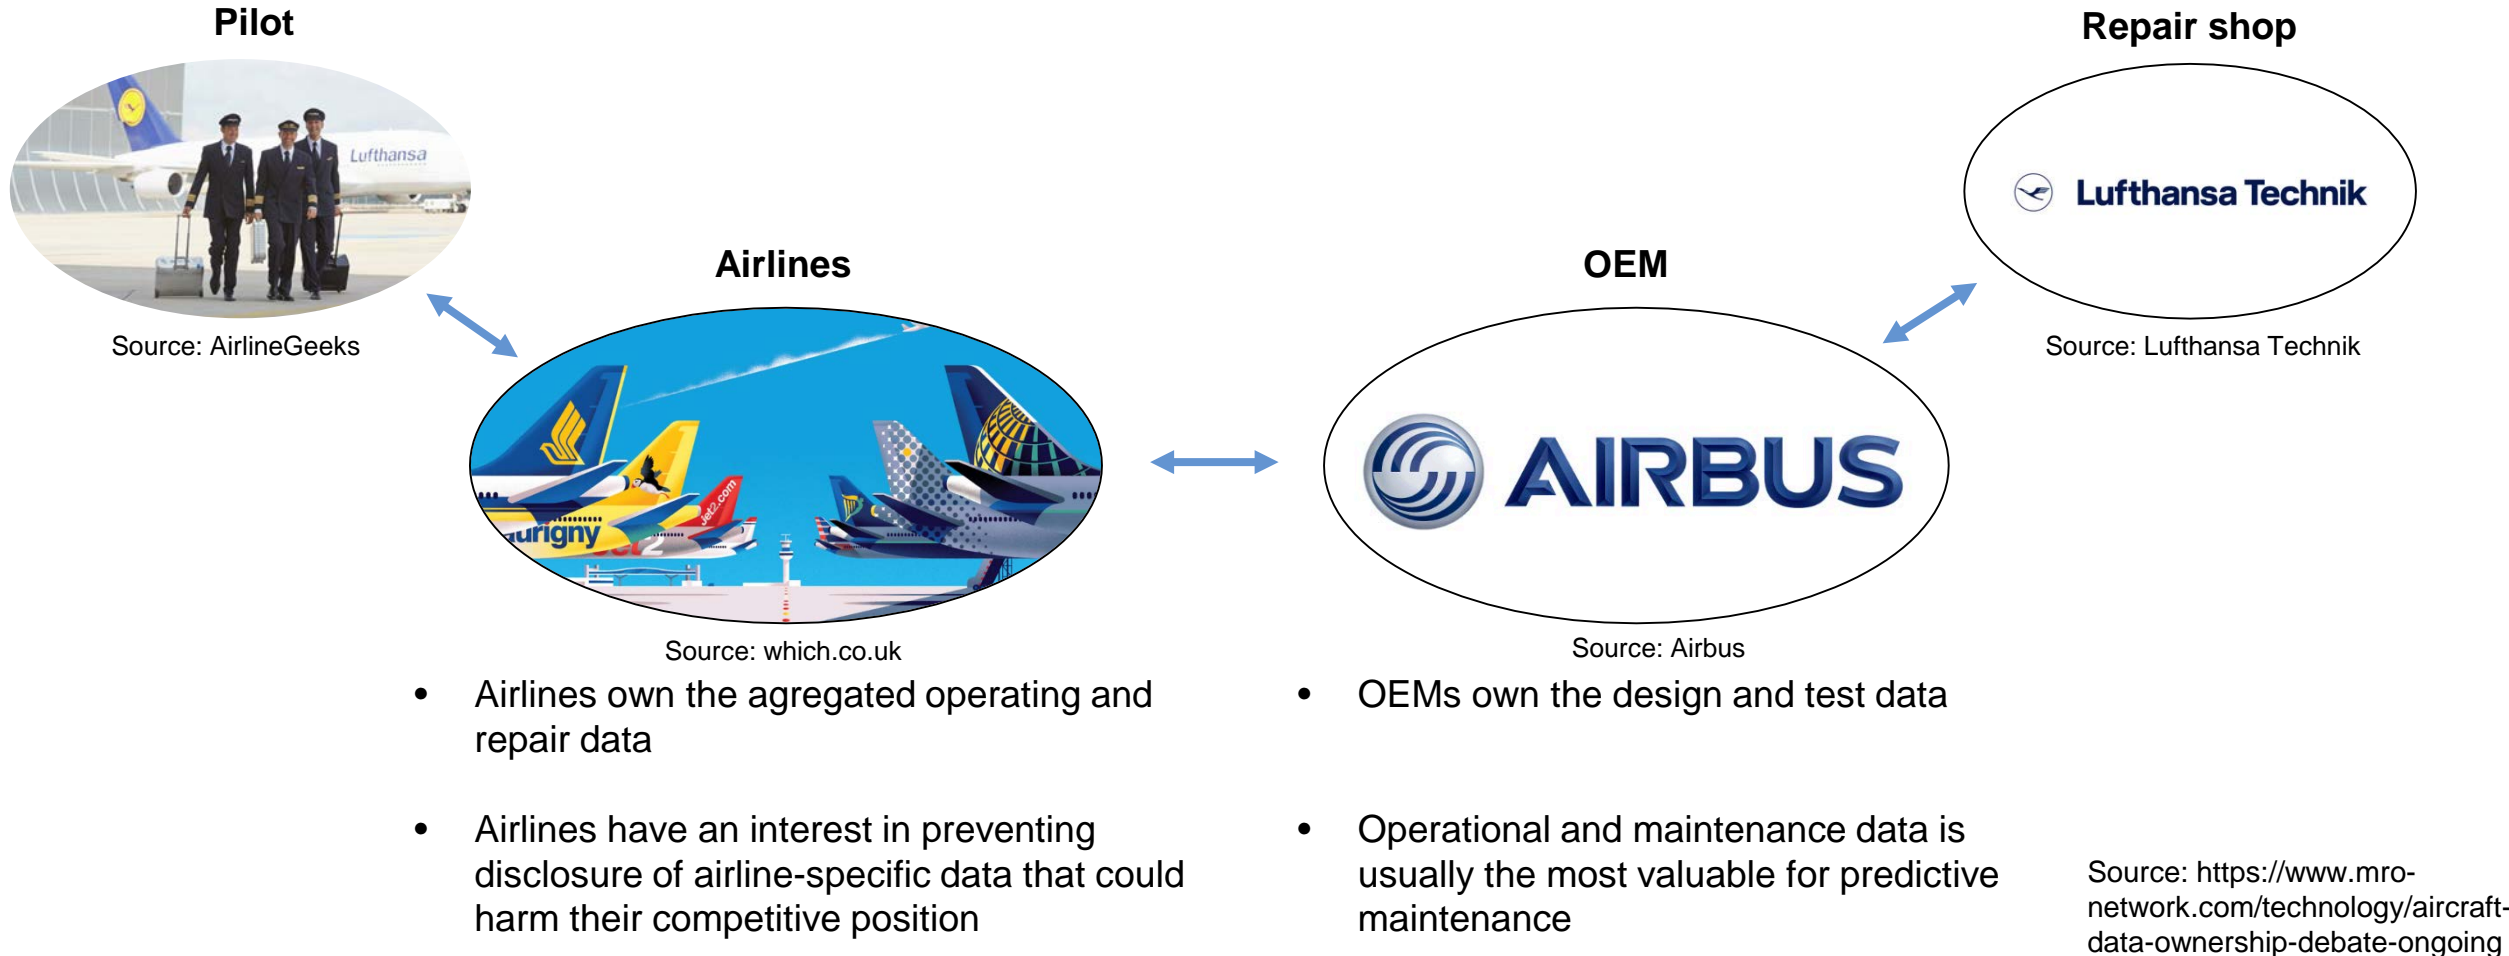 Pilot
Repair shop
Lufthansa
Lufthansa Technik
Airlines
OEM
Source: AirlineGeeks
Source: Lufthansa Technik
AIRBUS
Jet2.com
urigny
Jet2
Source: which.co.uk
Source: Airbus
• Airlines own the agregated operating and
repair data
• Airlines have an interest in preventing
disclosure of airline-specific data that could
harm their competitive position
• OEMs own the design and test data
• Operational and maintenance data is
usually the most valuable for predictive
maintenance
Source: https://www.mro-
network.com/technology/aircraft-
data-ownership-debate-ongoing